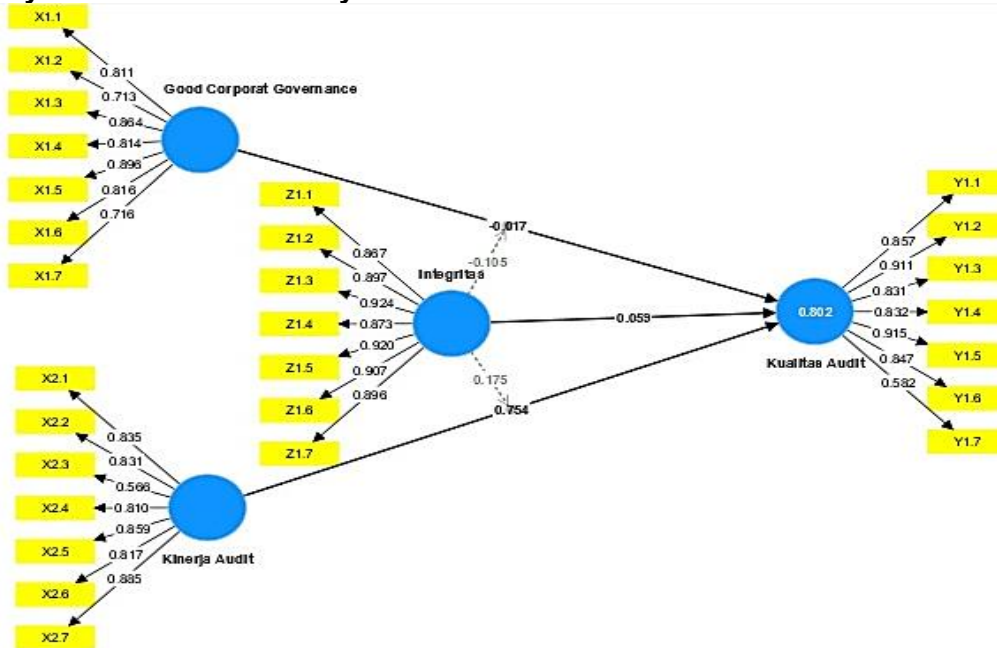 X1.1
X1.2
X1.3
X1.4
X1.5
X1.6
X1.7
0.811
0.713
0.864
0.814
0.896
0.816
0.716
Good Corporat Governance
Z1.1
Z1.2
Z1.3
Z1.4
Z1.5
Z1.6
Z1.7
0.867
0.897
0.924
0.873
0.920
0.907
0.896
Integritas
-0.017
-0.105
0.059
0.175
0.754
X2.1
X2.2
X2.3
X2.4
X2.5
X2.6
X2.7
0.835
0.831
0.566
0.810
0.859
0.817
0.885
Kinerja Audit
0.802
Kualitas Audit
0.857
0.911
0.831
0.832
0.915
0.847
0.582
Y1.1
Y1.2
Y1.3
Y1.4
Y1.5
Y1.6
Y1.7